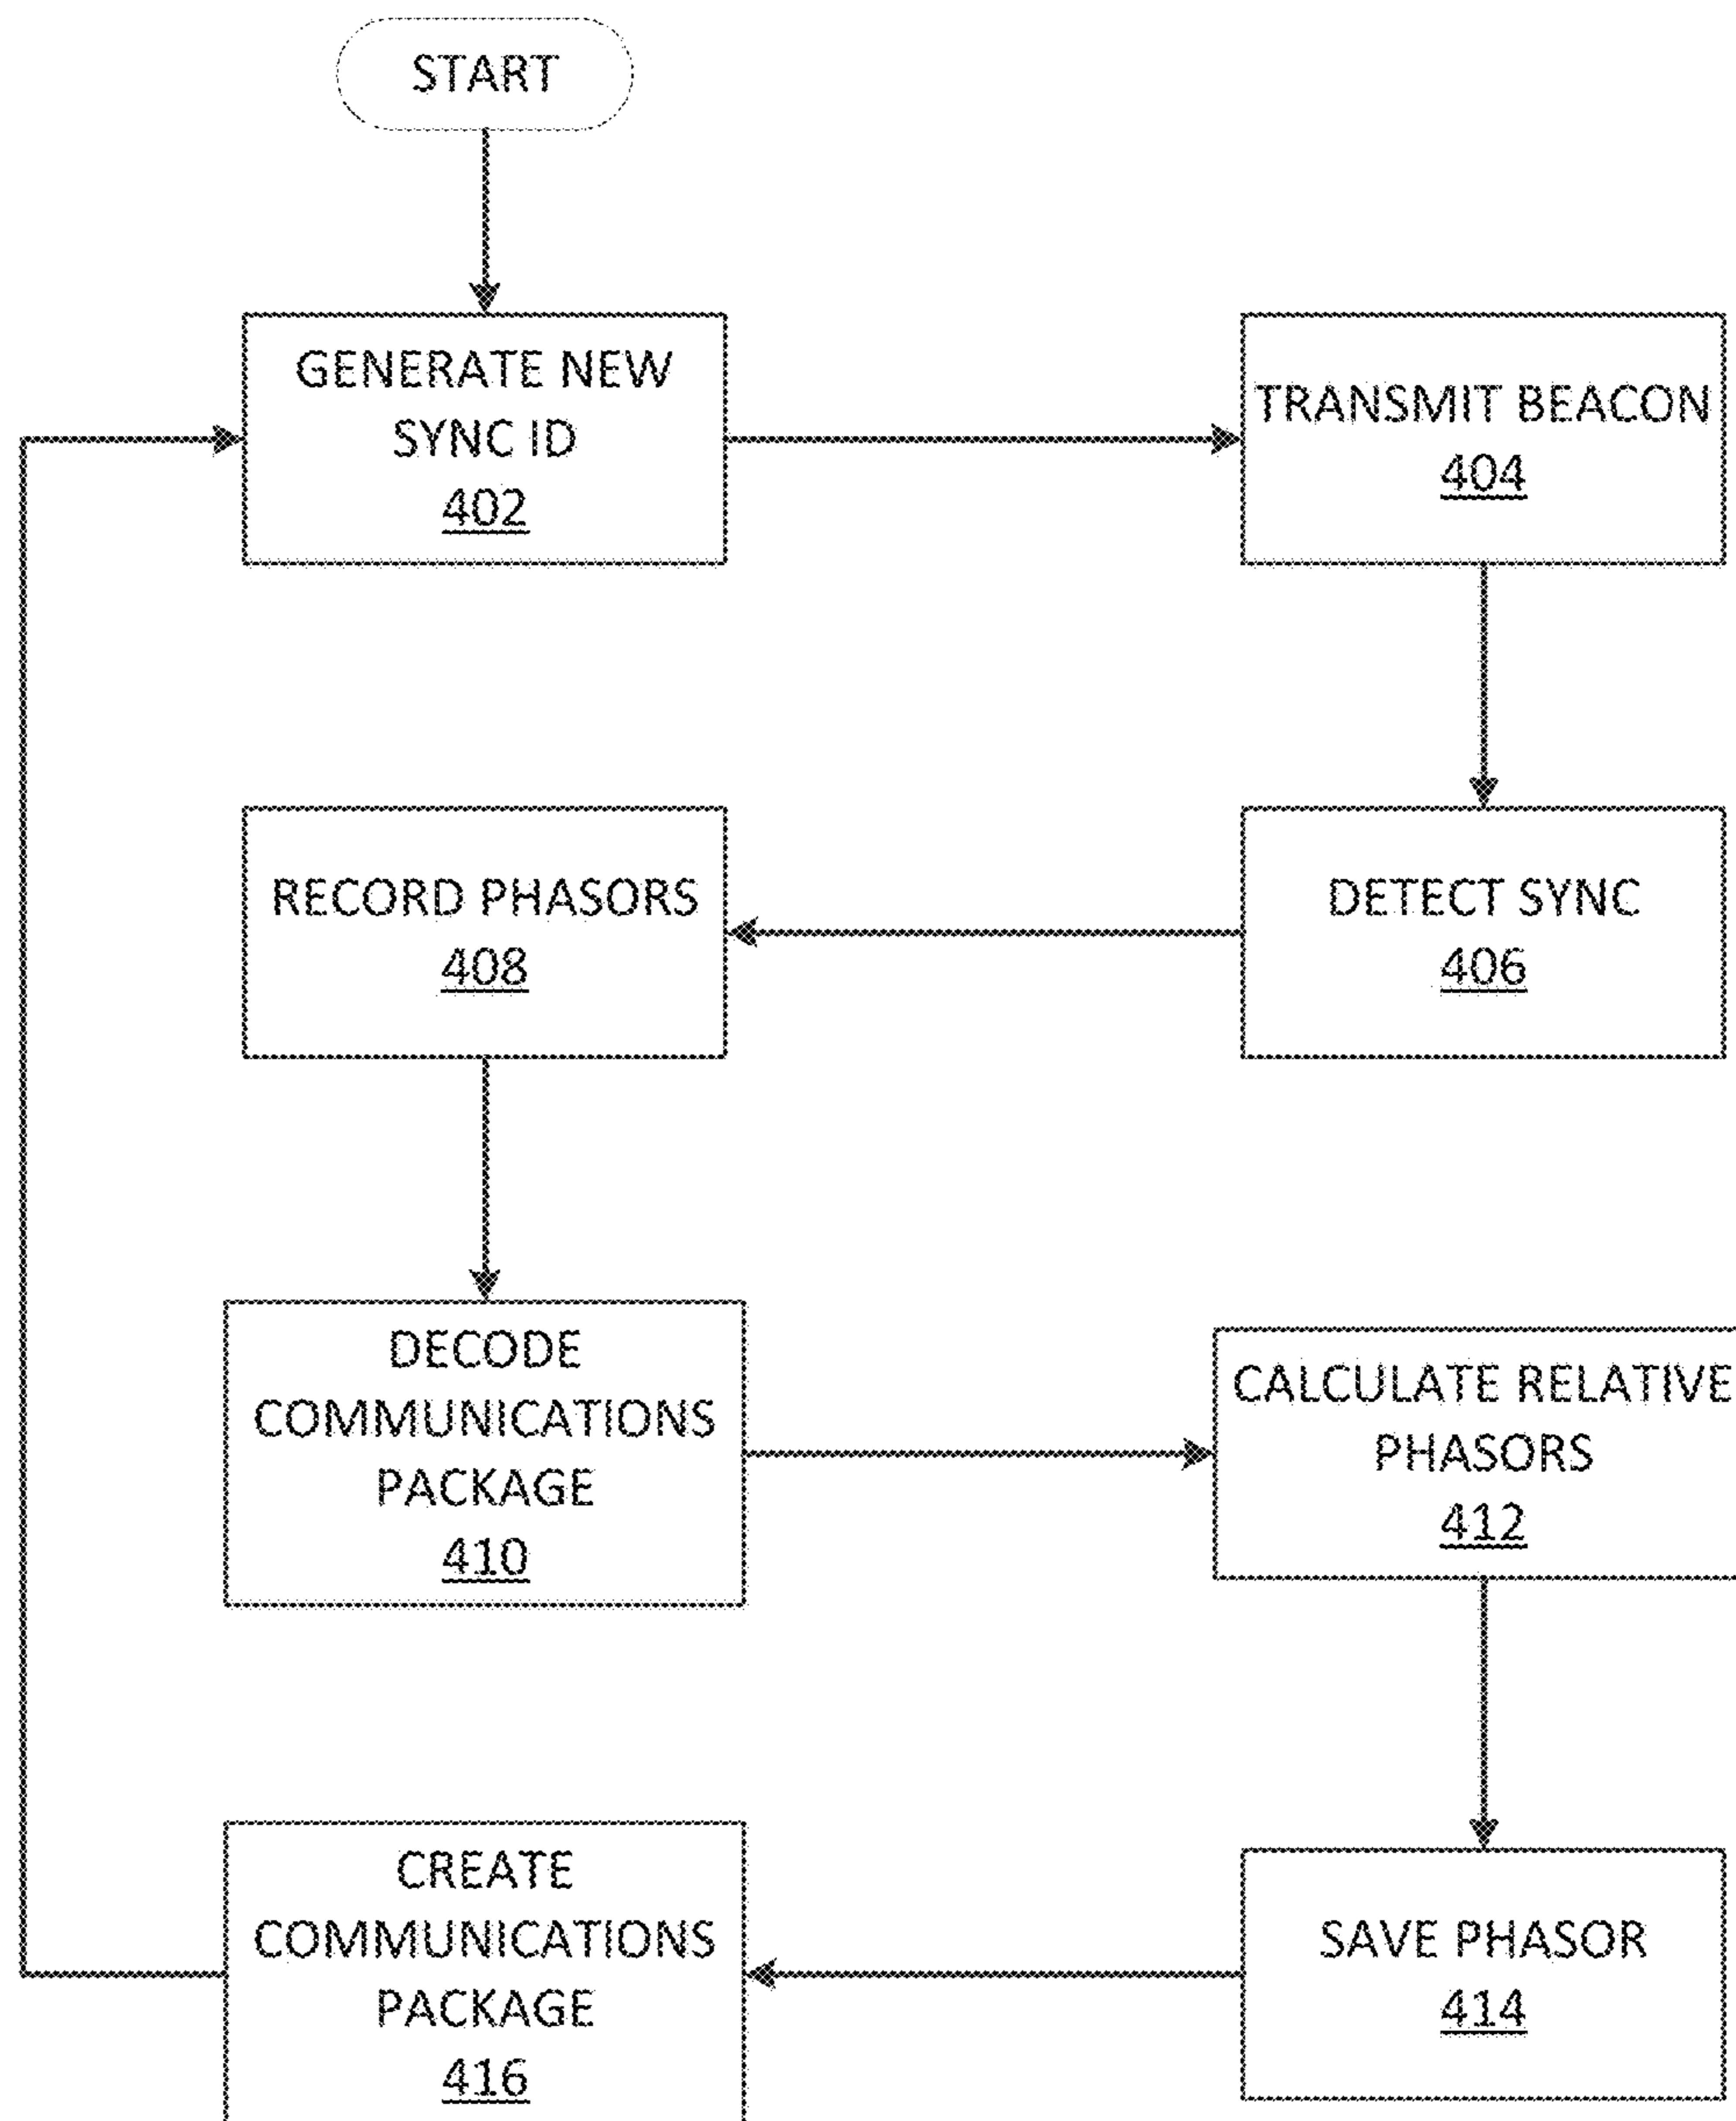 START
GENERATE NEW
SYNC ID
402
TRANSMIT BEACON
404
DETECT SYNC
406
RECORD PHASORS
408
DECODE
COMMUNICATIONS
PACKAGE
410
CALCULATE RELATIVE
PHASORS
412
SAVE PHASOR
414
CREATE
COMMUNICATIONS
PACKAGE
416